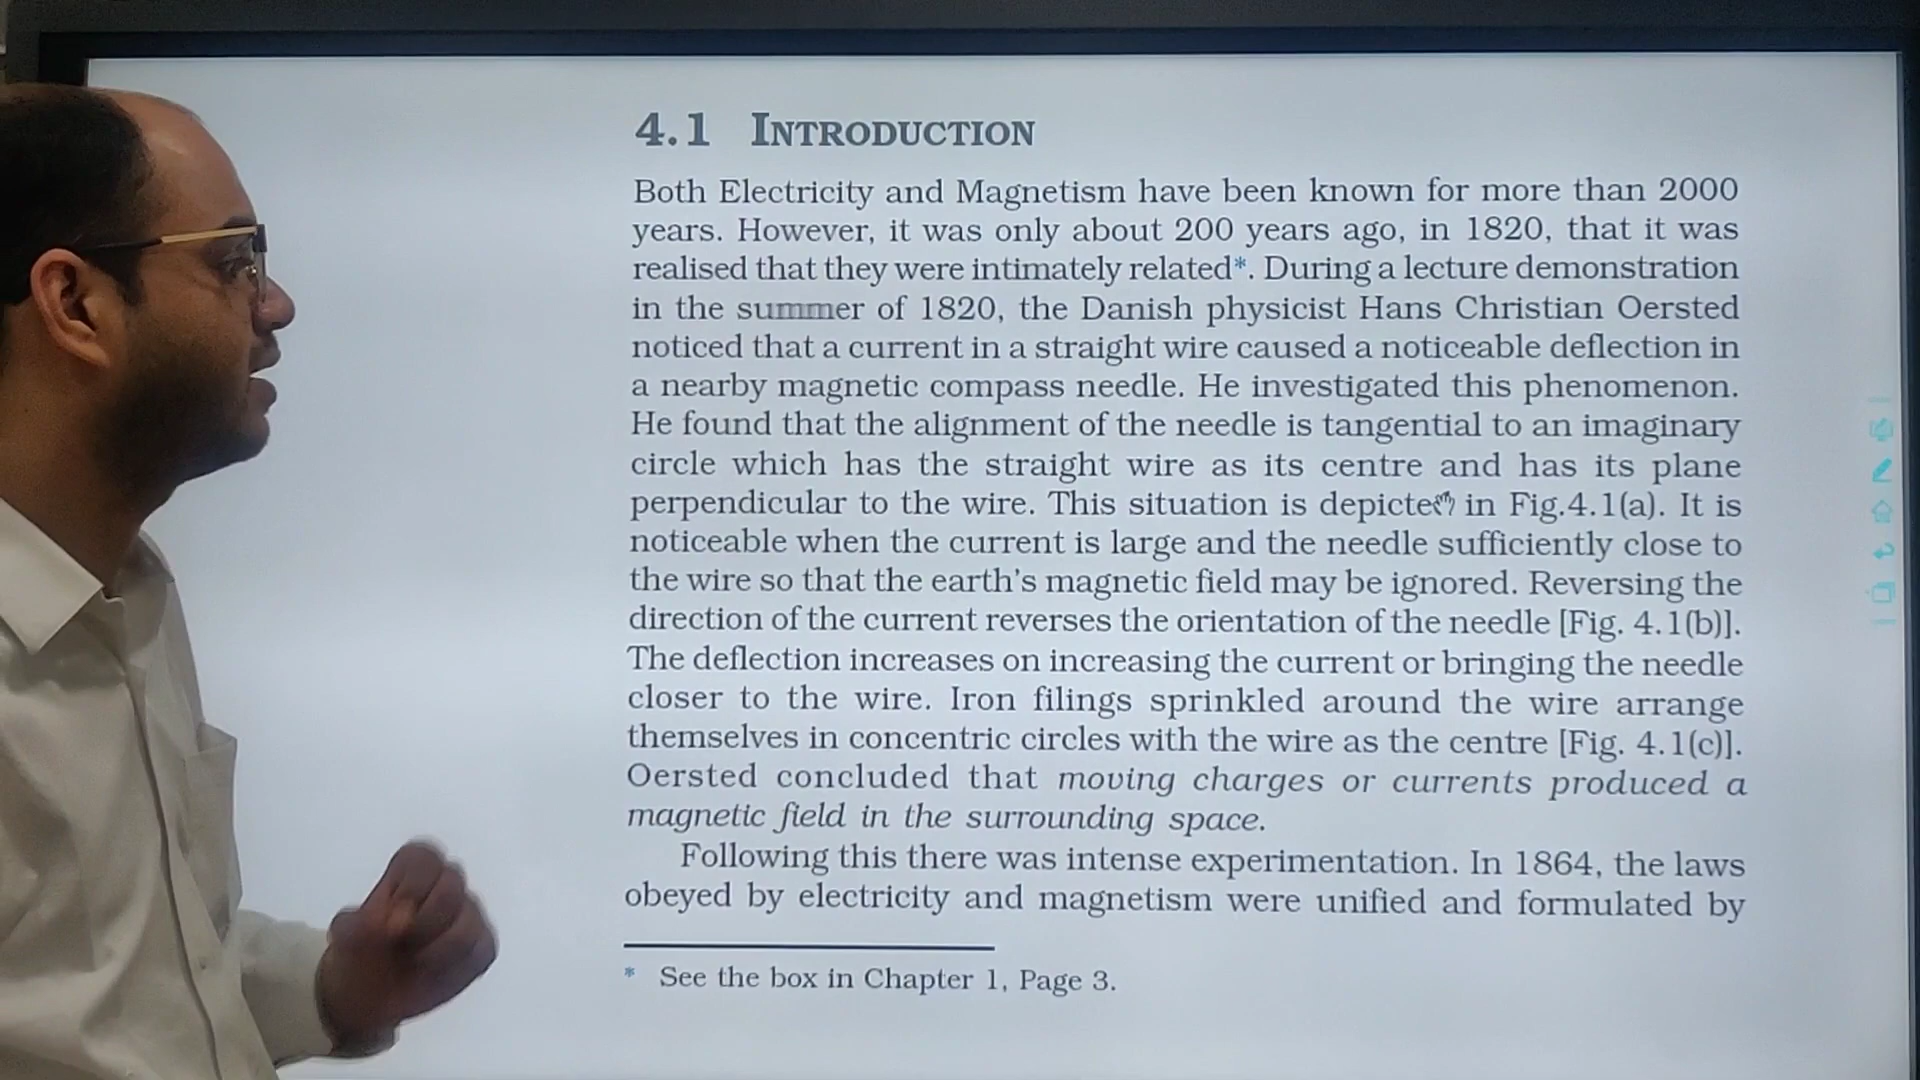 4.1 INTRODUCTION
Both Electricity and Magnetism have been known for more than 2000
years. However, it was only about 200 years ago, in 1820, that it was
realised that they were intimately related*. During a lecture demonstration
in the summer of 1820, the Danish physicist Hans Christian Oersted
noticed that a current in a straight wire caused a noticeable deflection in
a nearby magnetic compass needle. He investigated this phenomenon.
He found that the alignment of the needle is tangential to an imaginary
circle which has the straight wire as its centre and has its plane
perpendicular to the wire. This situation is depicted in Fig.4.1(a). It is
noticeable when the current is large and the needle sufficiently close to
the wire so that the earth's magnetic field may be ignored. Reversing the
direction of the current reverses the orientation of the needle [Fig. 4.1(b)].
The deflection increases on increasing the current or bringing the needle
closer to the wire. Iron filings sprinkled around the wire arrange
themselves in concentric circles with the wire as the centre [Fig. 4.1(c)].
Oersted concluded that moving charges or currents produced a
magnetic field in the surrounding space.
Following this there was intense experimentation. In 1864, the laws
obeyed by electricity and magnetism were unified and formulated by
* See the box in Chapter 1, Page 3.